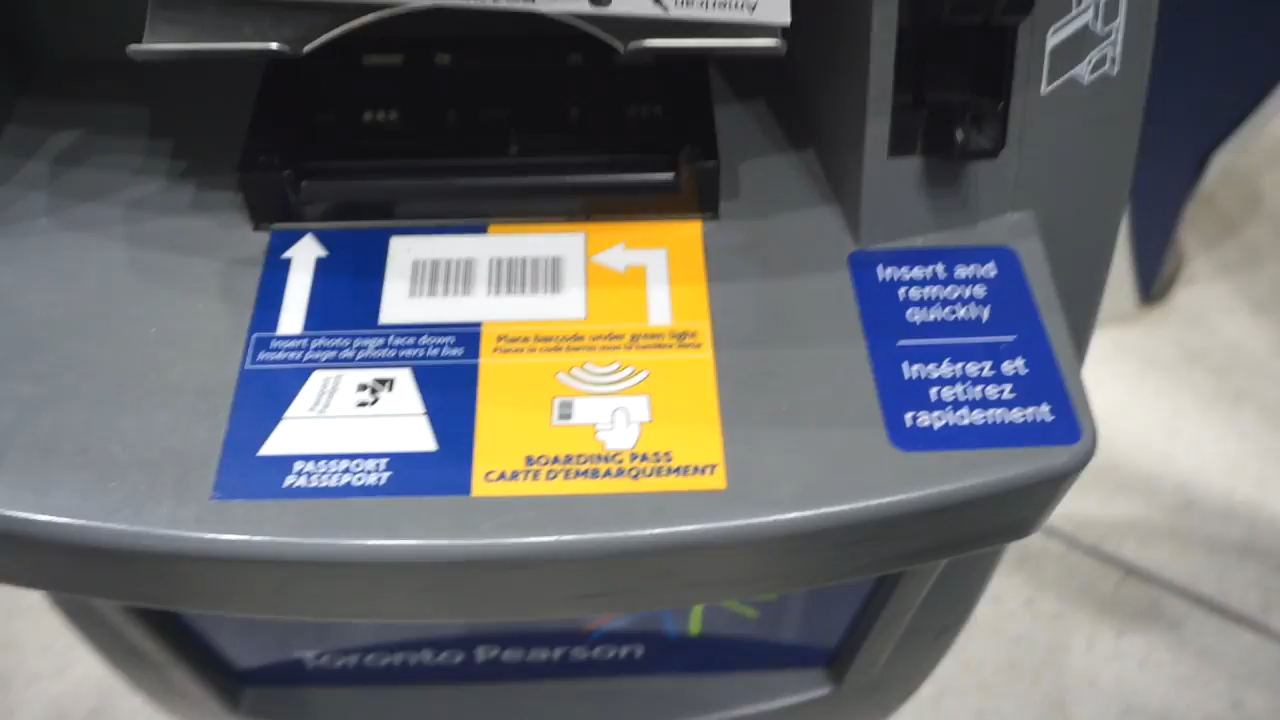 American
Insert photo page face down
Insérez page de photo vers le bas
PASSPORT
PASSEPORT
Place barcode under green light
BOARDING PASS
CARTE D'EMBARQUEMENT
Insert and
remove
quickly
Insérez et
retirez
rapidement
Toronto Pearson